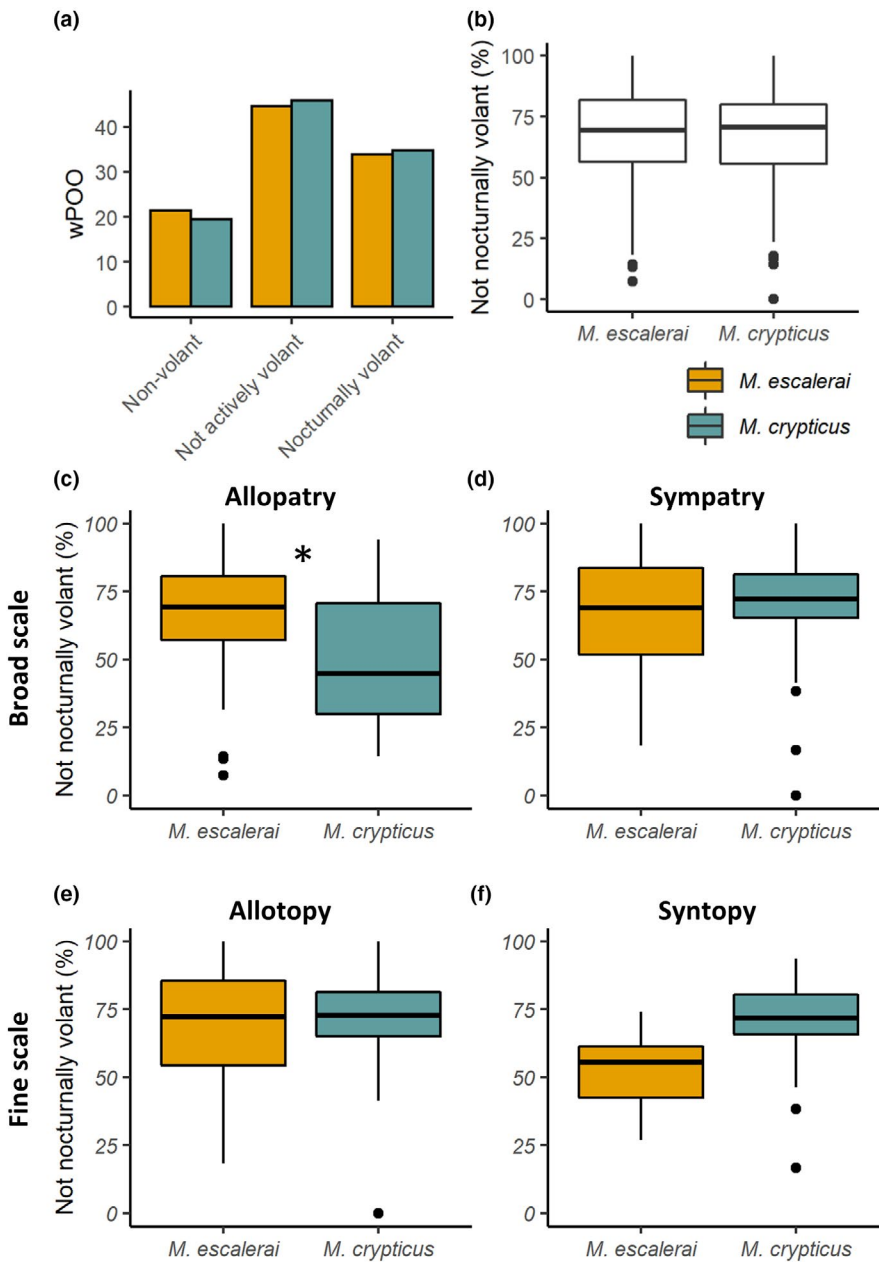 (a)
wPOO
40
30
20
10
0
Non-volant
Not actively volant
Nocturnally volant
(b)
Not nocturnally volant (%)
100
75
50
25
0
M. escalerai
M. crypticus
M. escalerai
M. crypticus
Broad scale
(c)
Allopatry
Not nocturnally volant (%)
100
75
50
25
0
*
M. escalerai
M. crypticus
(d)
Sympatry
100
75
50
25
0
M. escalerai
M. crypticus
Fine scale
(e)
Allotopy
Not nocturnally volant (%)
100
75
50
25
0
M. escalerai
M. crypticus
(f)
Syntopy
100
75
50
25
0
M. escalerai
M. crypticus